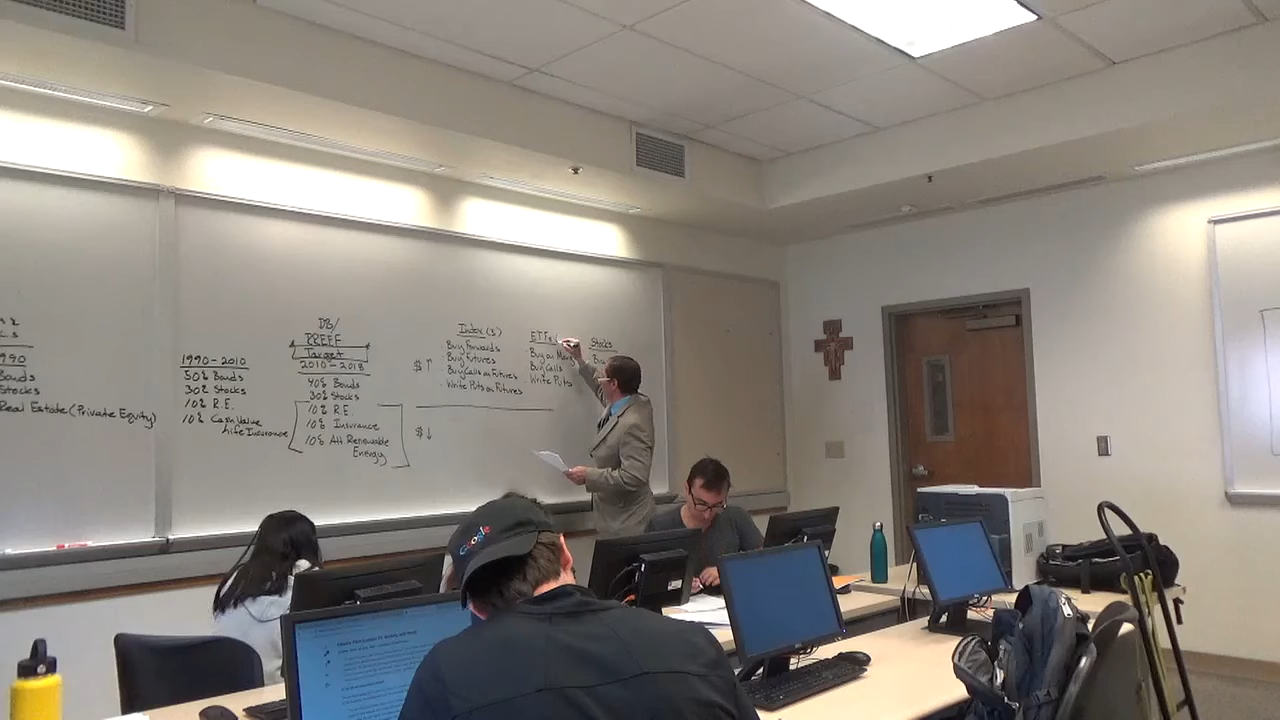 1990
Bonds
Stocks
Real Estate (Private Equity)
1990-2010
50% Bonds
30% Stocks
10% R.E.
10% Cash Value
Life Insurance
DB/
PREEF
Target
2010-2018
40% Bonds
30% Stocks
10% R.E.
10% Insurance
10% Alt Renewable
Energy
$ ↑
$ ↓
Index(s)
Buy Forwards
Buy Futures
Buy Calls on Futures
Write Puts on Futures
ETFs
Buy on
Buy Calls
Write Puts
Stocks
Google